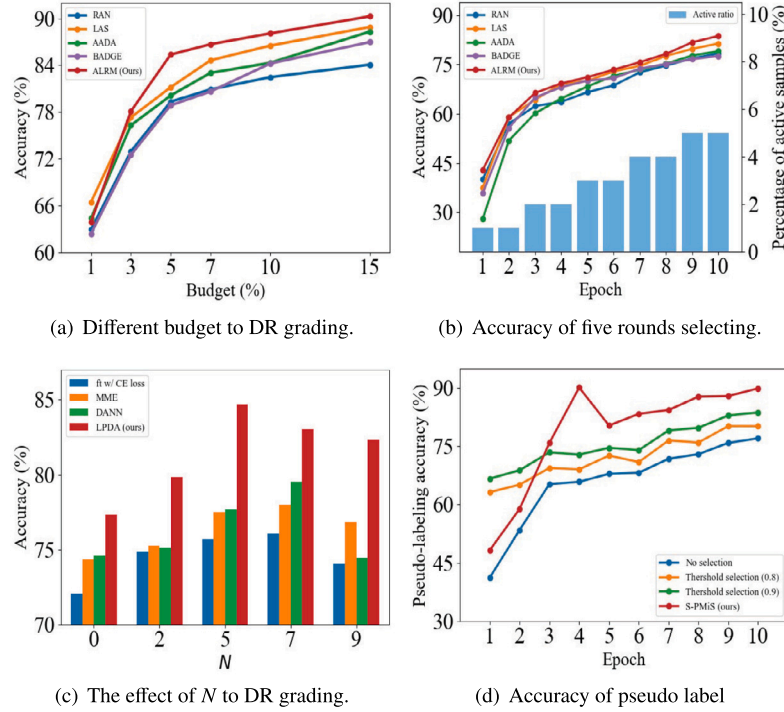 RAN
LAS
AADA
BADGE
ALRM (Ours)
Accuracy (%)
90
84
78
72
66
60
1 3 5 7 10 15
Budget (%)
(a) Different budget to DR grading.
RAN
LAS
AADA
BADGE
ALRM (Ours)
Active ratio
Accuracy (%)
90
75
60
45
30
10
8
6
4
2
0
Percentage of active samples (%)
1 2 3 4 5 6 7 8 9 10
Epoch
(b) Accuracy of five rounds selecting.
ft w/ CE loss
MME
DANN
LPDA (ours)
Accuracy (%)
85
80
75
70
0 2 5 7 9
N
(c) The effect of N to DR grading.
Pseudo-labeling accuracy (%)
90
75
60
45
30
No selection
Thershold selection (0.8)
Thershold selection (0.9)
S-PMiS (ours)
1 2 3 4 5 6 7 8 9 10
Epoch
(d) Accuracy of pseudo label